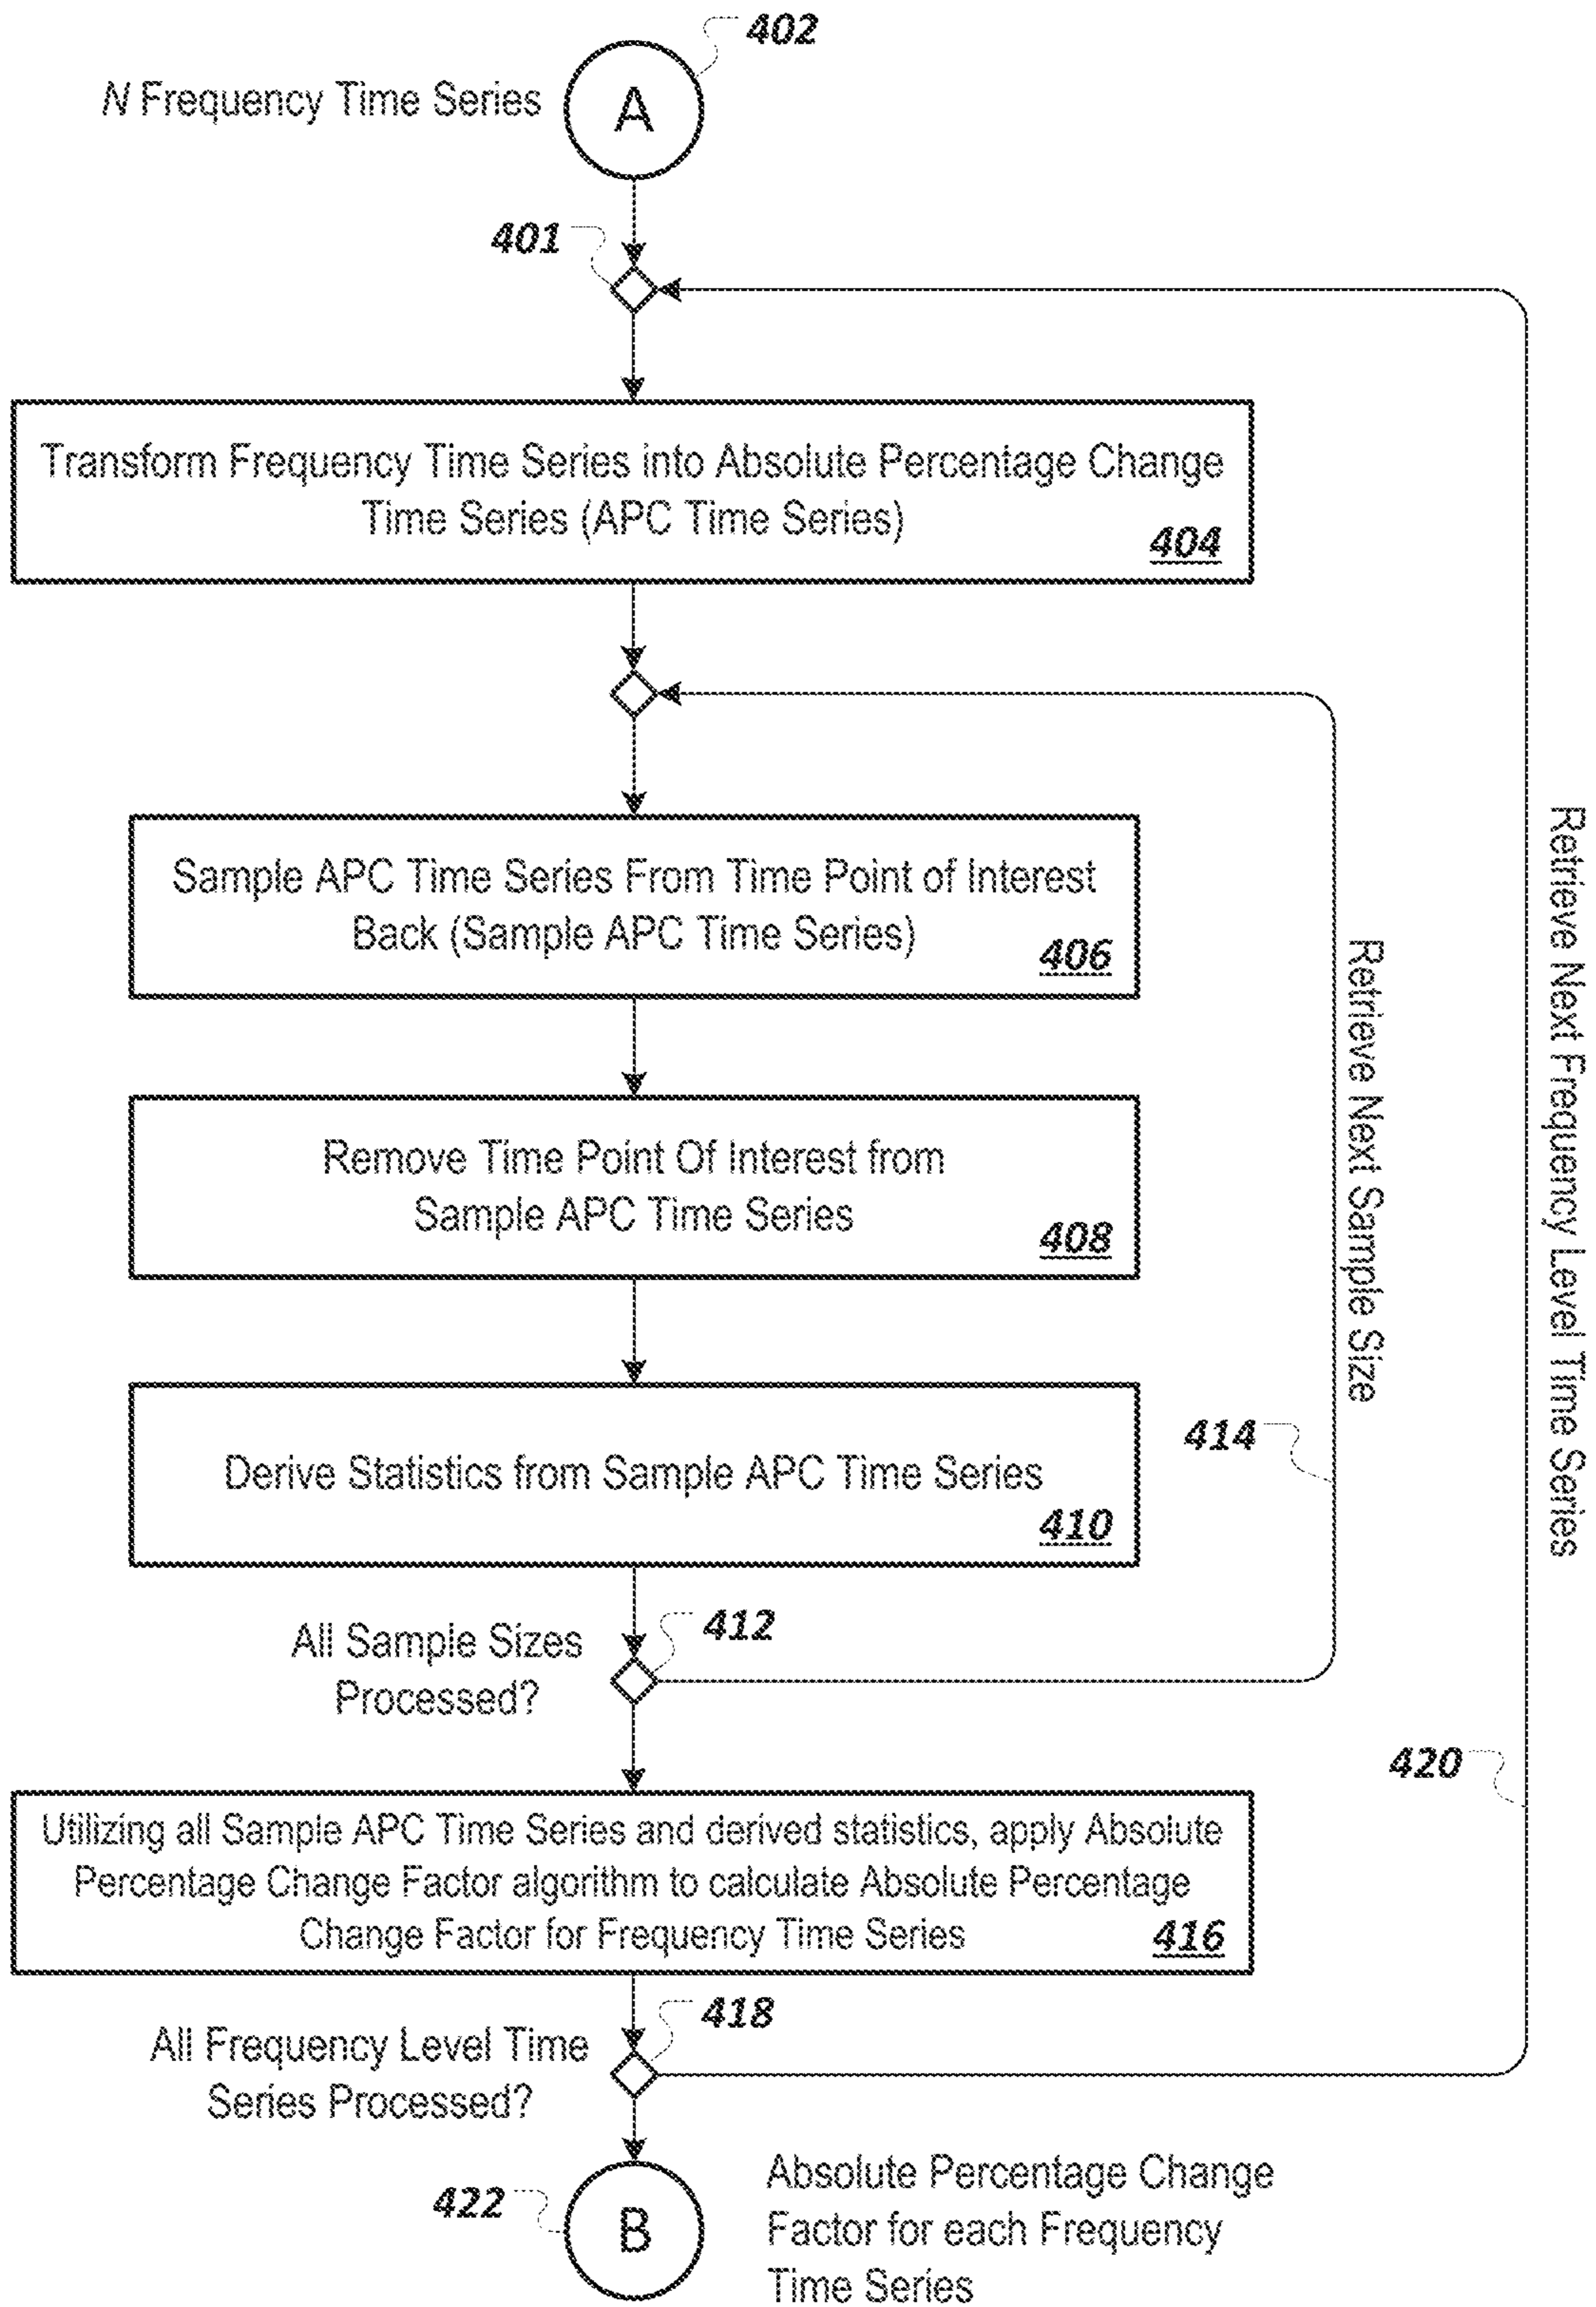 402
N Frequency Time Series
A
401
Transform Frequency Time Series into Absolute Percentage Change
Time Series (APC Time Series)
404
Sample APC Time Series From Time Point of Interest
Back (Sample APC Time Series)
406
Remove Time Point Of Interest from
Sample APC Time Series
408
Derive Statistics from Sample APC Time Series
410
Retrieve Next Sample Size
414
Retrieve Next Frequency Level Time Series
420
All Sample Sizes
Processed?
412
Utilizing all Sample APC Time Series and derived statistics, apply Absolute
Percentage Change Factor algorithm to calculate Absolute Percentage
Change Factor for Frequency Time Series
416
All Frequency Level Time
Series Processed?
418
422
B
Absolute Percentage Change
Factor for each Frequency
Time Series